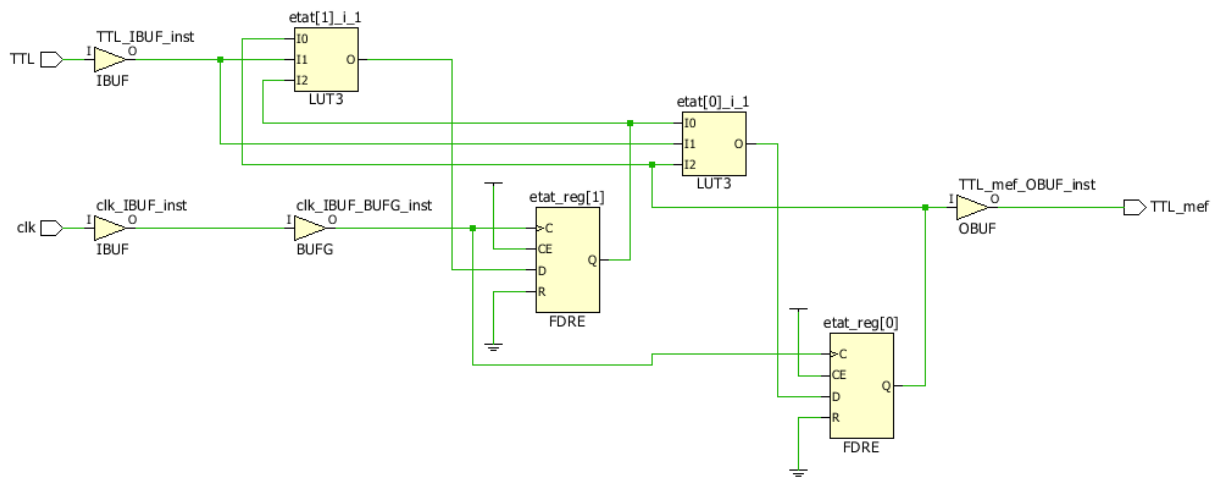 etat[1]_i_1
TTL_IBUF_inst
I0
TTL
I
O
I1
O
IBUF
I2
LUT3
etat[0]_i_1
I0
I1
O
I2
LUT3
clk_IBUF_inst
clk_IBUF_BUFG_inst
etat_reg[1]
TTL_mef_OBUF_inst
I
O
TTL_mef
OBUF
clk
I
O
IBUF
I
O
BUFG
C
CE
Q
D
R
FDRE
etat_reg[0]
C
CE
Q
D
R
FDRE